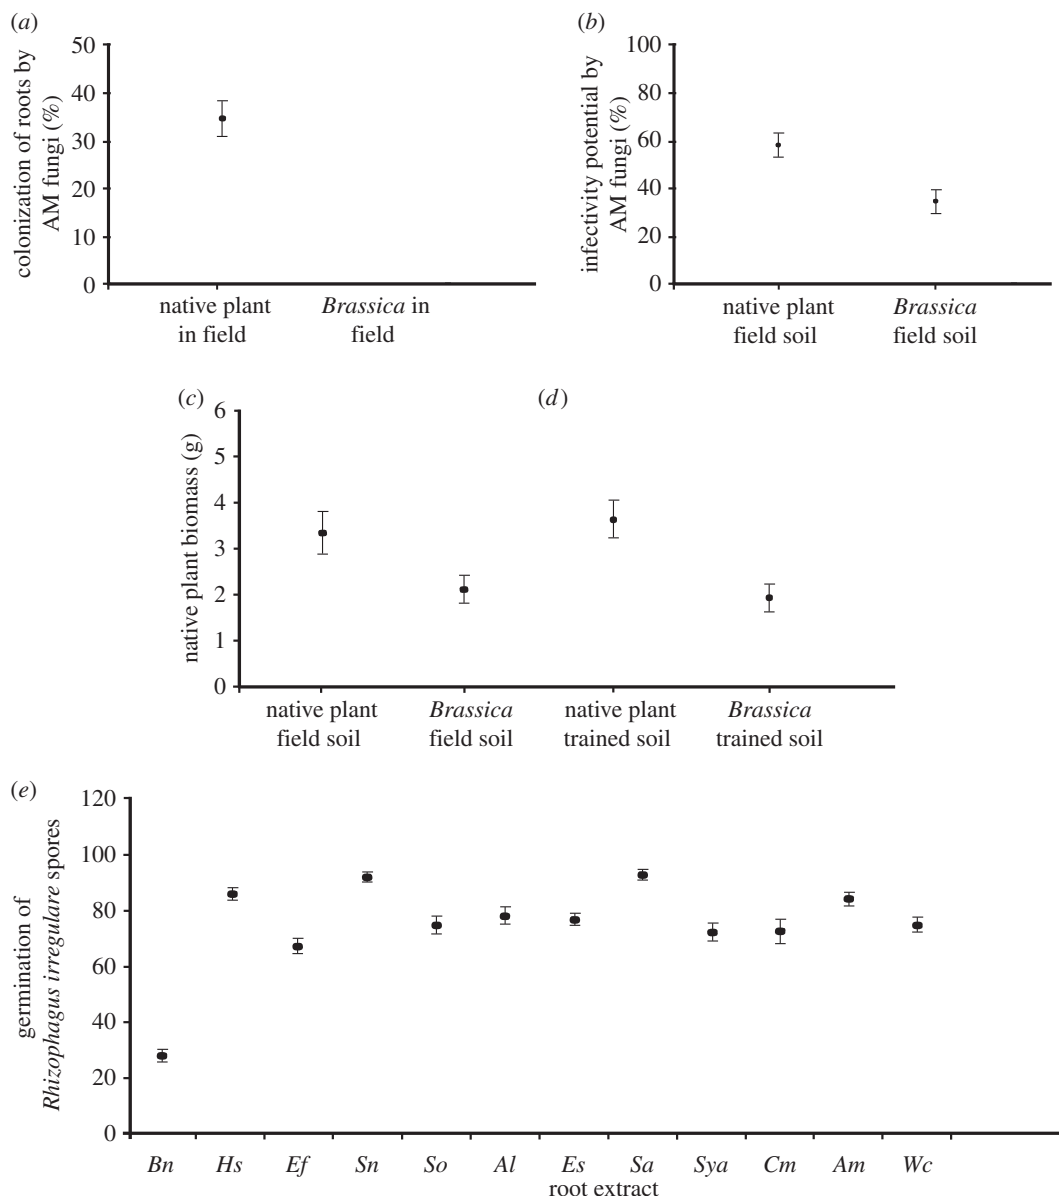 (a)
colonization of roots by
AM fungi (%)
50
40
30
20
10
0
native plant
in field
Brassica in
field
(b)
infectivity potential by
AM fungi (%)
100
80
60
40
20
0
native plant
field soil
Brassica
field soil
(c)
(d)
native plant biomass (g)
6
5
4
3
2
1
0
native plant
field soil
Brassica
field soil
native plant
trained soil
Brassica
trained soil
(e)
germination of
Rhizophagus irregulare spores
120
100
80
60
40
20
0
Bn Hs Ef Sn So Al Es Sa Sya Cm Am Wc
root extract